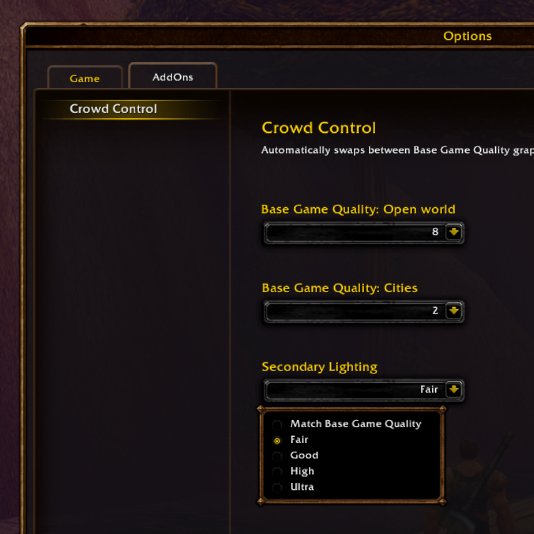 Options
Game
AddOns
Crowd Control
Crowd Control
Automatically swaps between Base Game Quality
Base Game Quality: Open world
8
Base Game Quality: Cities
2
Secondary Lighting
Fair
Match Base Game Quality
Fair
Good
High
Ultra